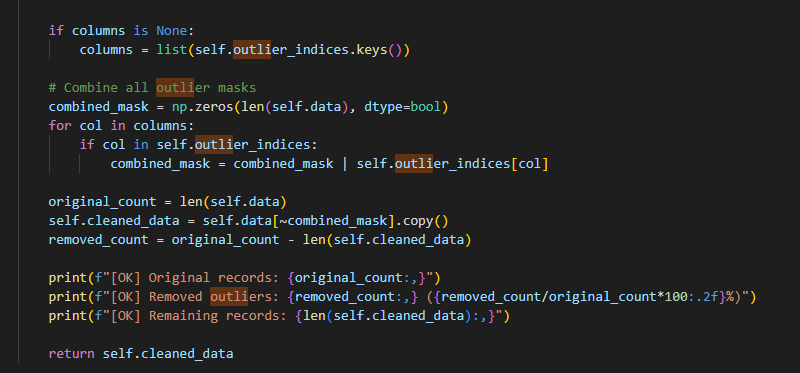 if columns is None:
    columns = list(self.outlier_indices.keys())
# Combine all outlier masks
combined_mask = np.zeros(len(self.data), dtype=bool)
for col in columns:
    if col in self.outlier_indices:
        combined_mask = combined_mask | self.outlier_indices[col]
original_count = len(self.data)
self.cleaned_data = self.data[~combined_mask].copy()
removed_count = original_count - len(self.cleaned_data)
print(f"[OK] Original records: {original_count:,}")
print(f"[OK] Removed outliers: {removed_count:,} ({removed_count/original_count*100:.2f}%)")
print(f"[OK] Remaining records: {len(self.cleaned_data):,}")
return self.cleaned_data